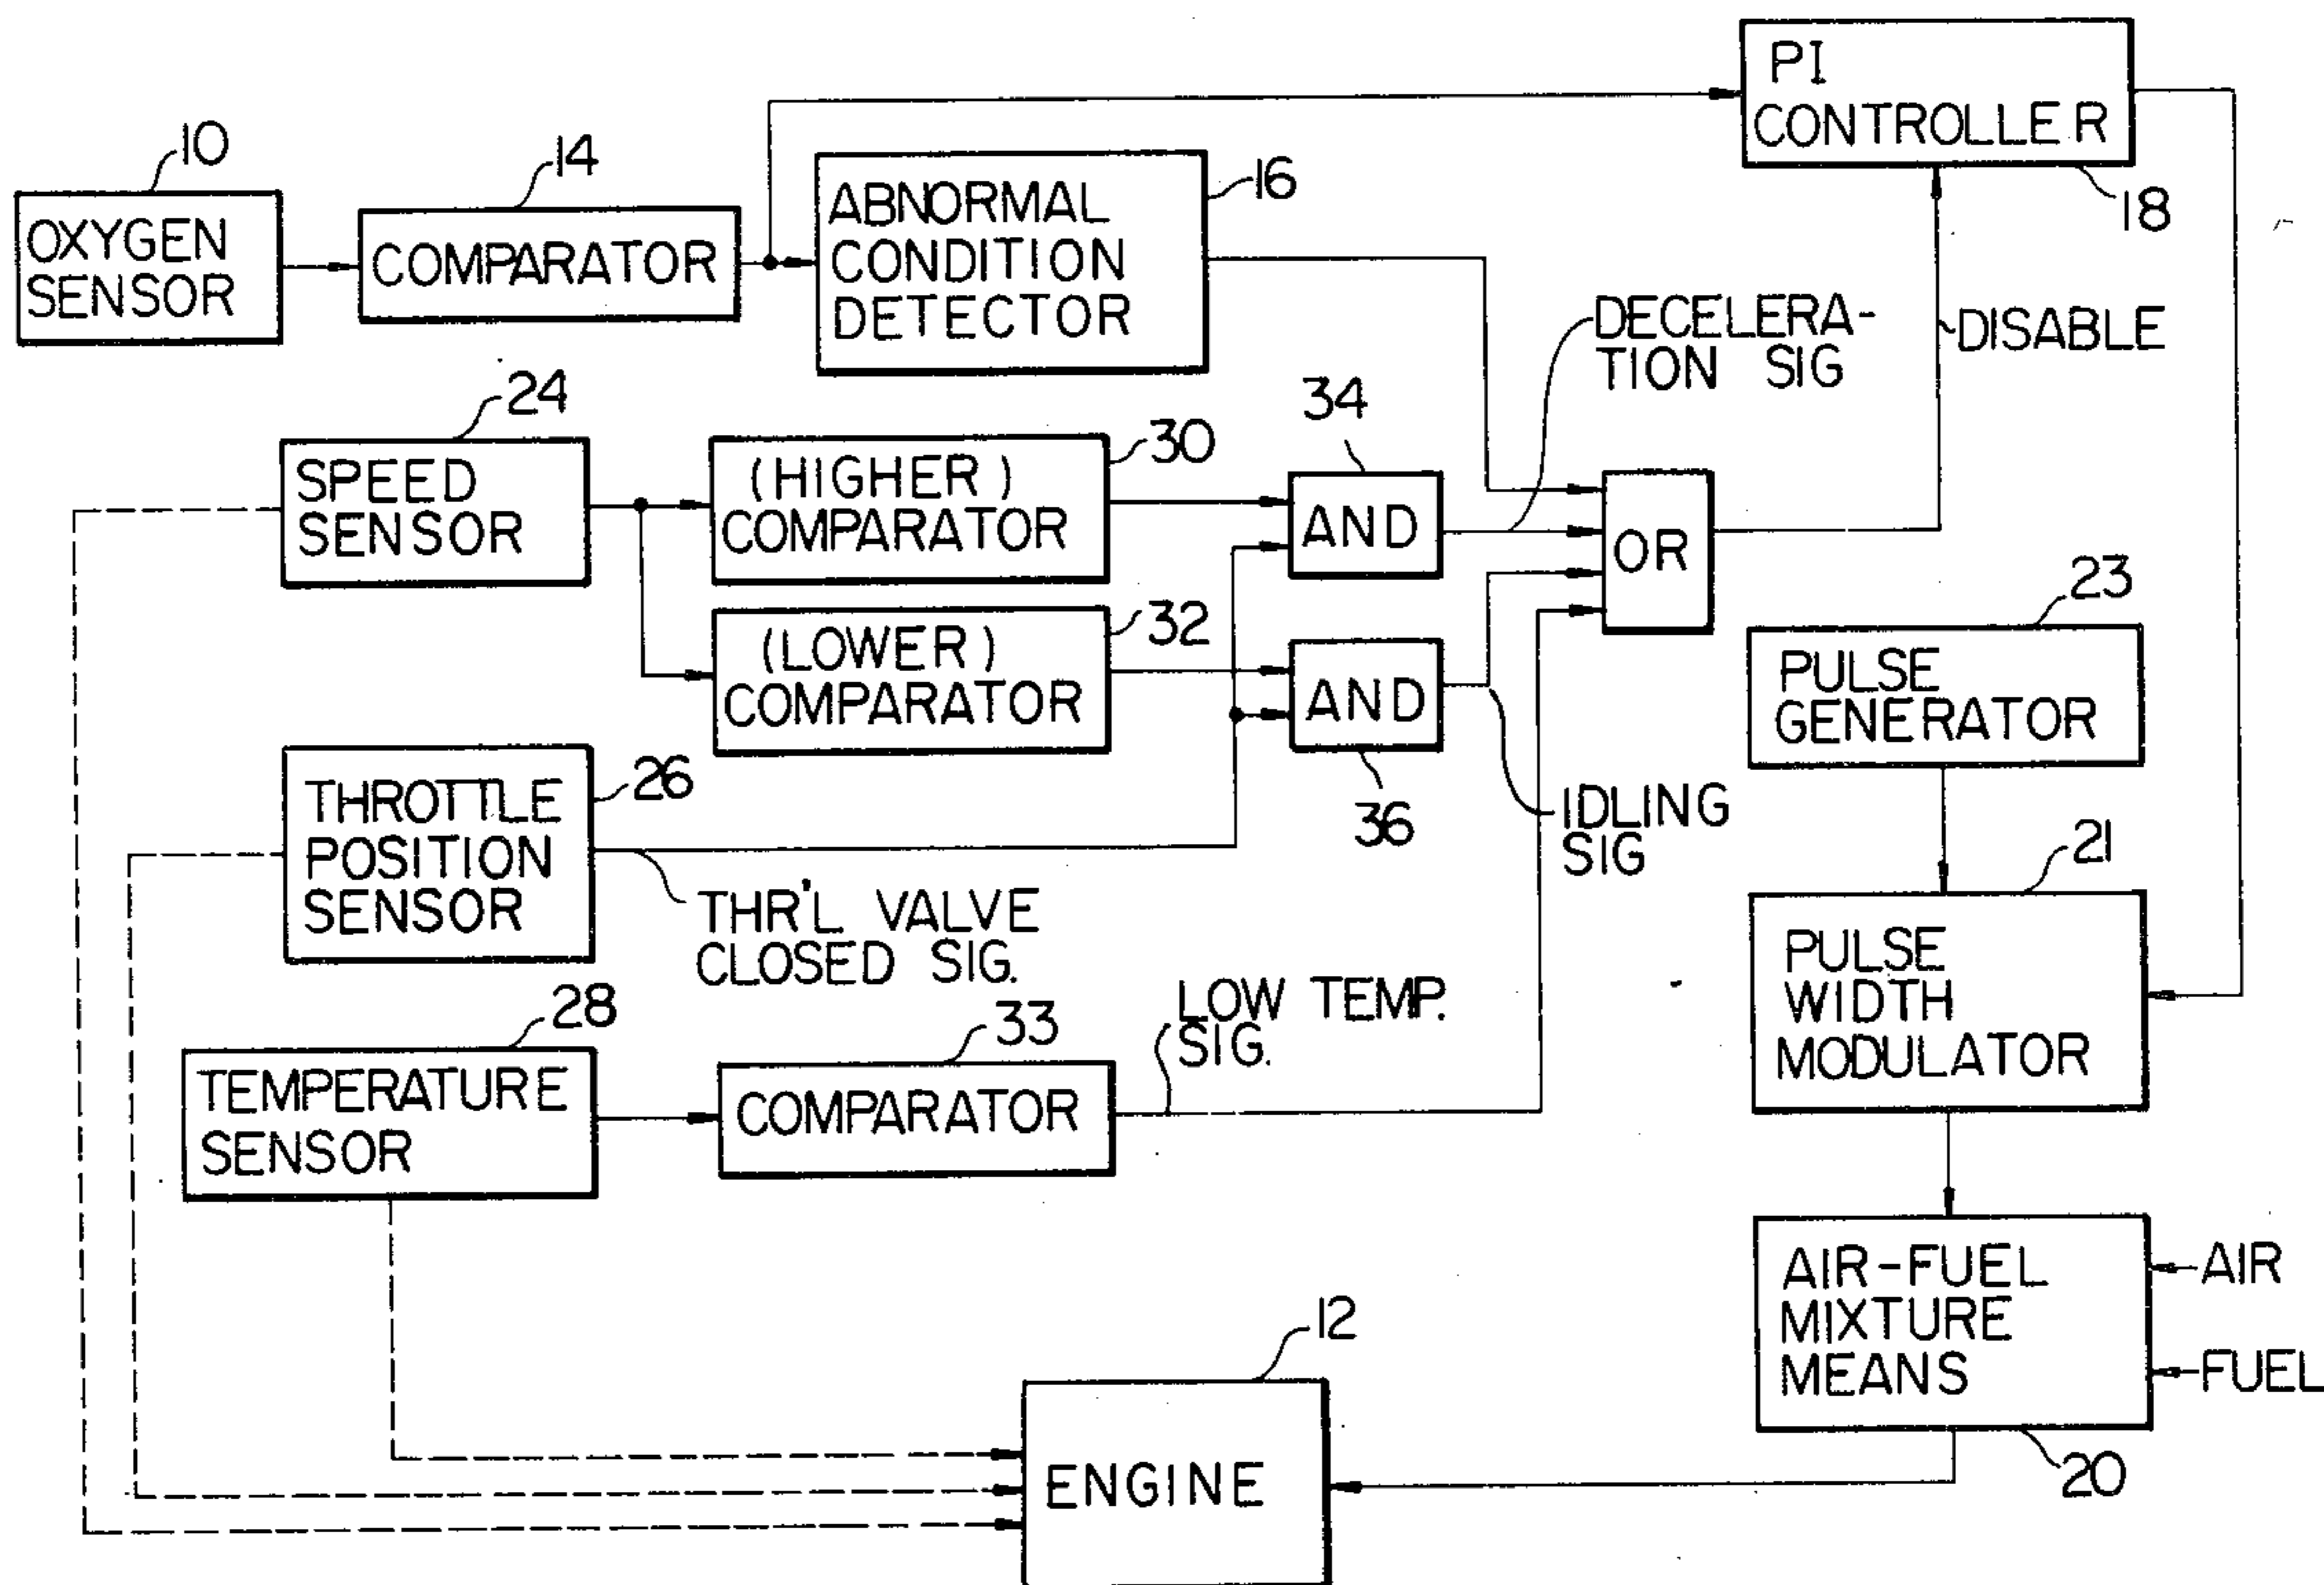 PI
CONTROLLER
18
10
OXYGEN
SENSOR
14
COMPARATOR
16
ABNORMAL
CONDITION
DETECTOR
DECELERA-
TION SIG
DISABLE
24
SPEED
SENSOR
30
(HIGHER)
COMPARATOR
34
AND
OR
32
(LOWER)
COMPARATOR
AND
36
IDLING
SIG
23
PULSE
GENERATOR
26
THROTTLE
POSITION
SENSOR
THR'L VALVE
CLOSED SIG.
21
PULSE
WIDTH
MODULATOR
28
TEMPERATURE
SENSOR
33
COMPARATOR
LOW TEMP.
SIG.
AIR-FUEL
MIXTURE
MEANS
AIR
FUEL
20
12
ENGINE